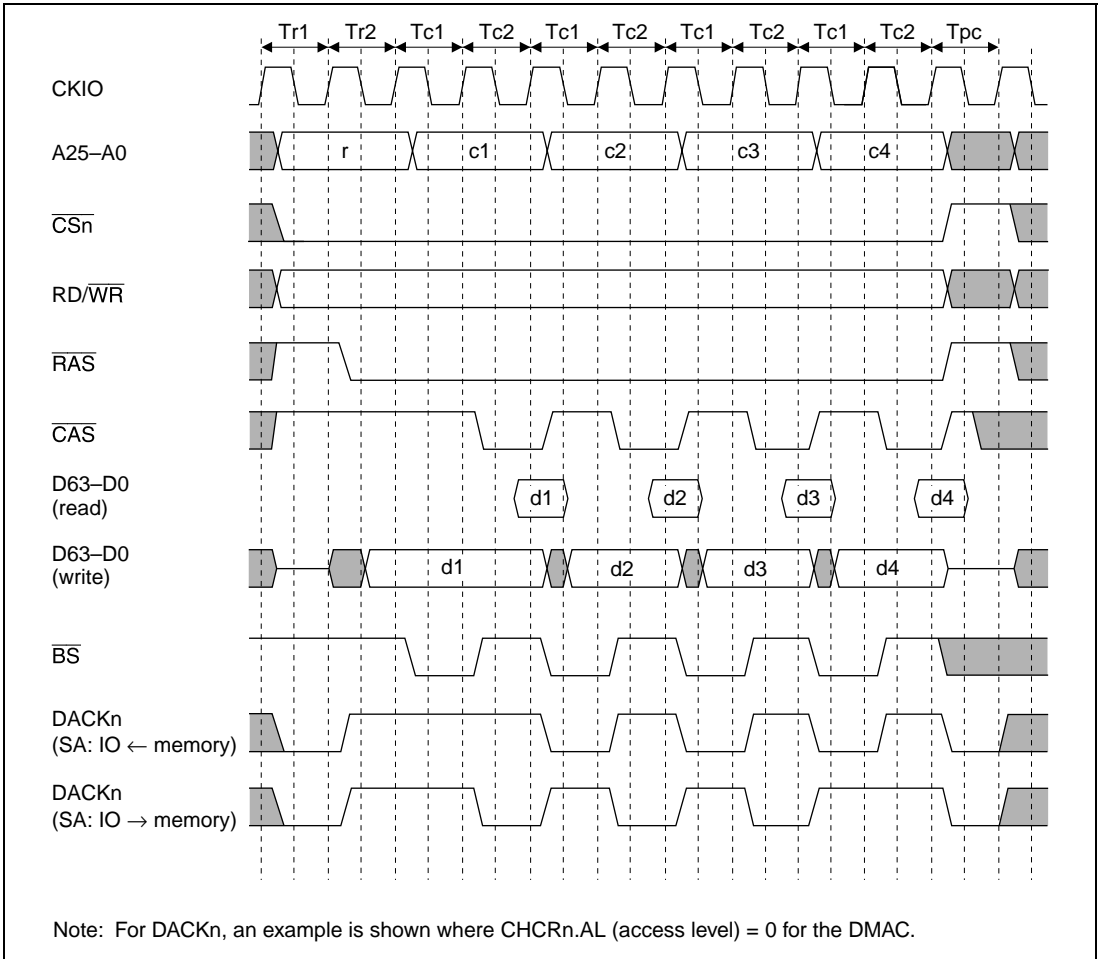 Tr1 Tr2 Tc1 Tc2 Tc1 Tc2 Tc1 Tc2 Tc1 Tc2 Tpc
CKIO
A25–A0 r c1 c2 c3 c4
CSn
RD/WR
RAS
CAS
D63–D0
(read) d1 d2 d3 d4
D63–D0
(write) d1 d2 d3 d4
BS
DACKn
(SA: IO ← memory)
DACKn
(SA: IO → memory)
Note: For DACKn, an example is shown where CHCRn.AL (access level) = 0 for the DMAC.